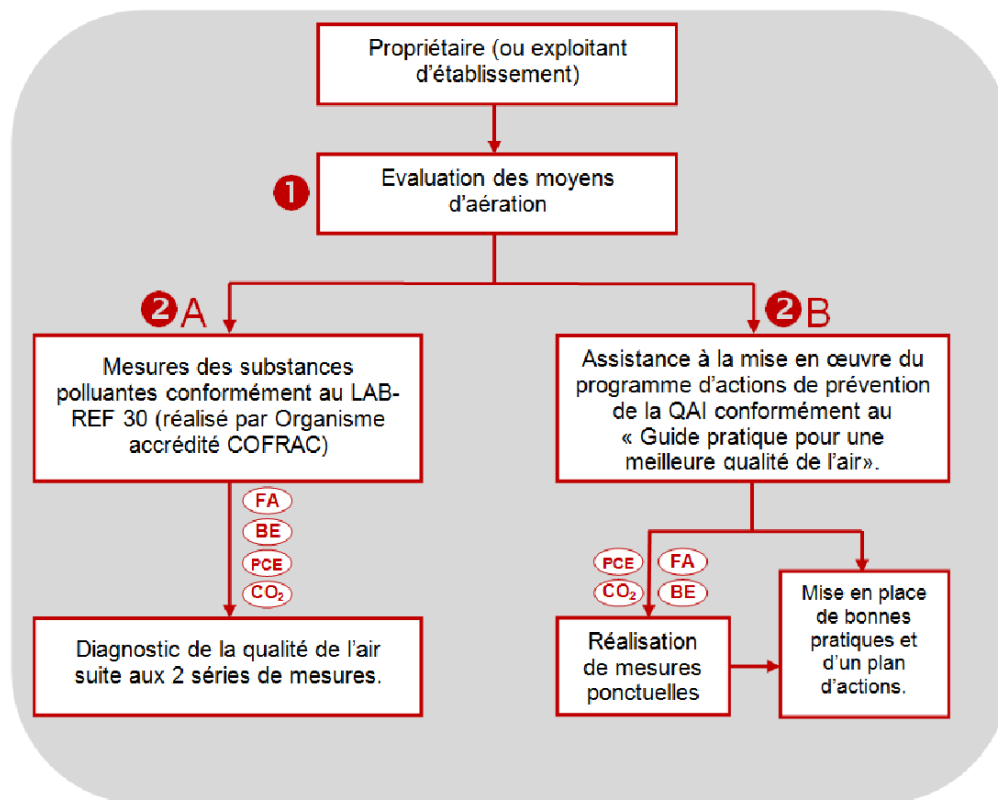 Propriétaire (ou exploitant
d'établissement)
❶
Evaluation des moyens
d'aération
❷A
Mesures des substances
polluantes conformément au LAB-
REF 30 (réalisé par Organisme
accrédité COFRAC)
FA
BE
PCE
CO₂
Diagnostic de la qualité de l'air
suite aux 2 séries de mesures.
❷B
Assistance à la mise en œuvre du
programme d'actions de prévention
de la QAI conformément au
« Guide pratique pour une
meilleure qualité de l'air».
PCE FA
CO₂ BE
Réalisation
de mesures
ponctuelles
Mise en place
de bonnes
pratiques et
d'un plan
d'actions.